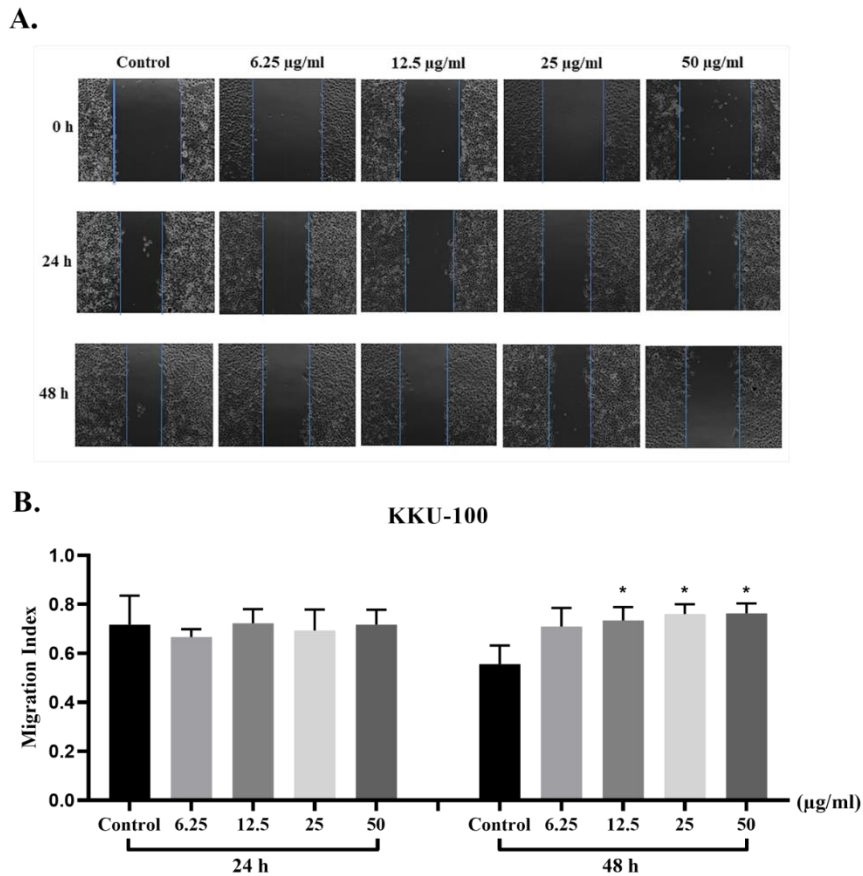 A.
Control 6.25 µg/ml 12.5 µg/ml 25 µg/ml 50 µg/ml
0 h
24 h
48 h
B.
KKU-100
Migration Index
1.0
0.8
0.6
0.4
0.2
0.0
* * *
Control 6.25 12.5 25 50 Control 6.25 12.5 25 50 (µg/ml)
24 h 48 h